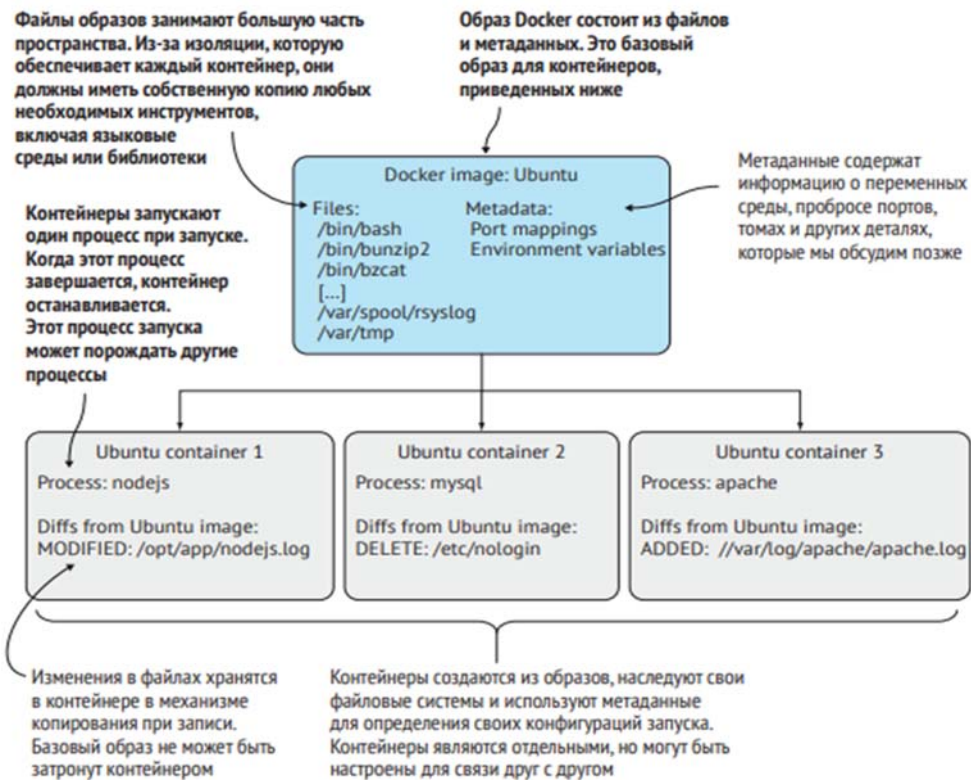 Файлы образов занимают большую часть
пространства. Из-за изоляции, которую
обеспечивает каждый контейнер, они
должны иметь собственную копию любых
необходимых инструментов,
включая языковые
среды или библиотеки
Образ Docker состоит из файлов
и метаданных. Это базовый
образ для контейнеров,
приведенных ниже
Docker image: Ubuntu
Files:
/bin/bash
/bin/bunzip2
/bin/bzcat
[...]
/var/spool/rsyslog
/var/tmp
Metadata:
Port mappings
Environment variables
Метаданные содержат
информацию о переменных
среды, пробросе портов,
томах и других деталях,
которые мы обсудим позже
Контейнеры запускают
один процесс при запуске.
Когда этот процесс
завершается, контейнер
останавливается.
Этот процесс запуска
может порождать другие
процессы
Ubuntu container 1
Process: nodejs
Diffs from Ubuntu image:
MODIFIED: /opt/app/nodejs.log
Ubuntu container 2
Process: mysql
Diffs from Ubuntu image:
DELETE: /etc/nologin
Ubuntu container 3
Process: apache
Diffs from Ubuntu image:
ADDED: //var/log/apache/apache.log
Изменения в файлах хранятся
в контейнере в механизме
копирования при записи.
Базовый образ не может быть
затронут контейнером
Контейнеры создаются из образов, наследуют свои
файловые системы и используют метаданные
для определения своих конфигураций запуска.
Контейнеры являются отдельными, но могут быть
настроены для связи друг с другом